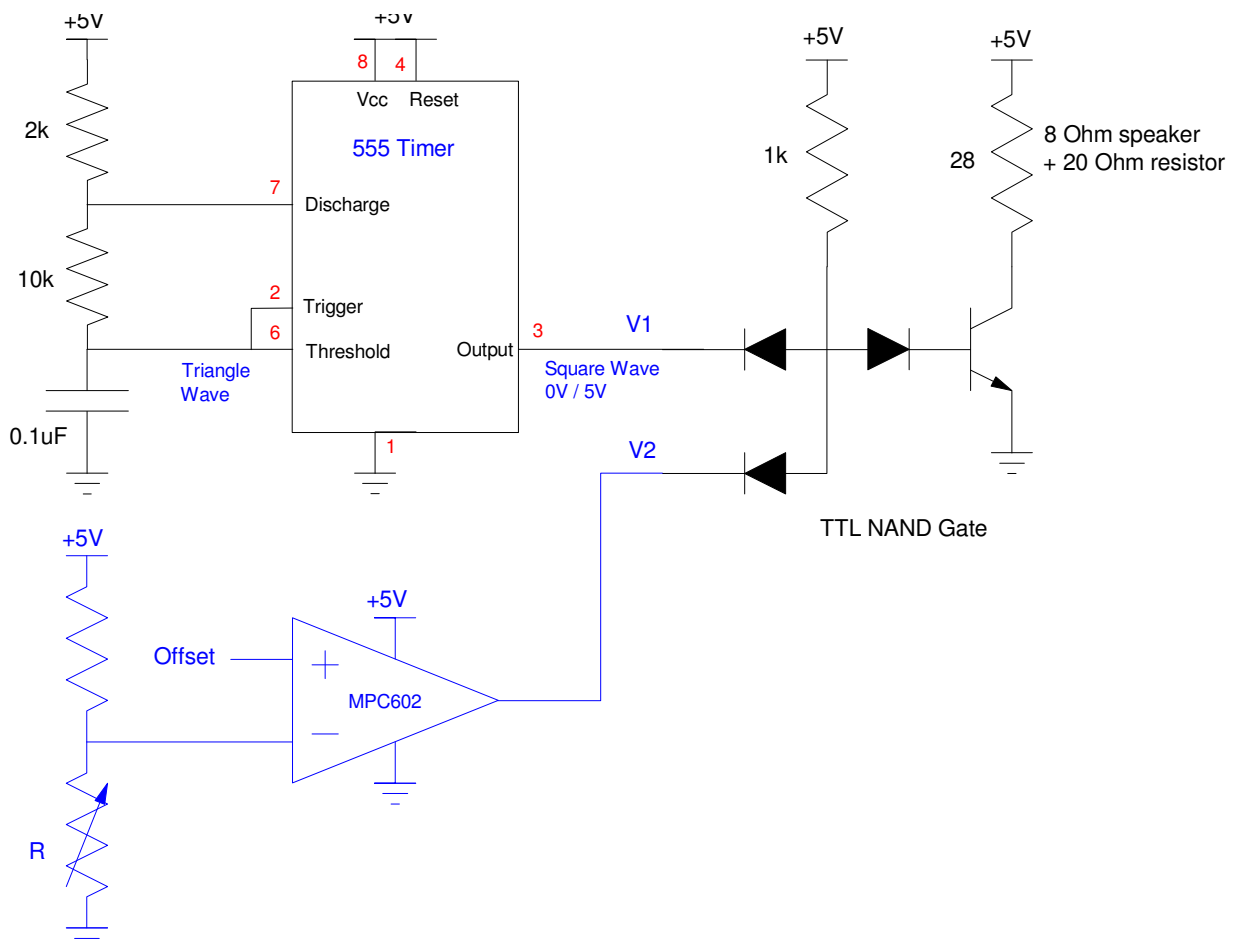 +5V
+5V
+5V
+5V
8
4
Vcc
Reset
2k
555 Timer
1k
28
8 Ohm speaker
+ 20 Ohm resistor
7
Discharge
10k
2
Trigger
6
Threshold
Output
3
V1
Triangle
Wave
Square Wave
0V / 5V
0.1uF
1
V2
TTL NAND Gate
+5V
+5V
Offset
+
MPC602
−
R